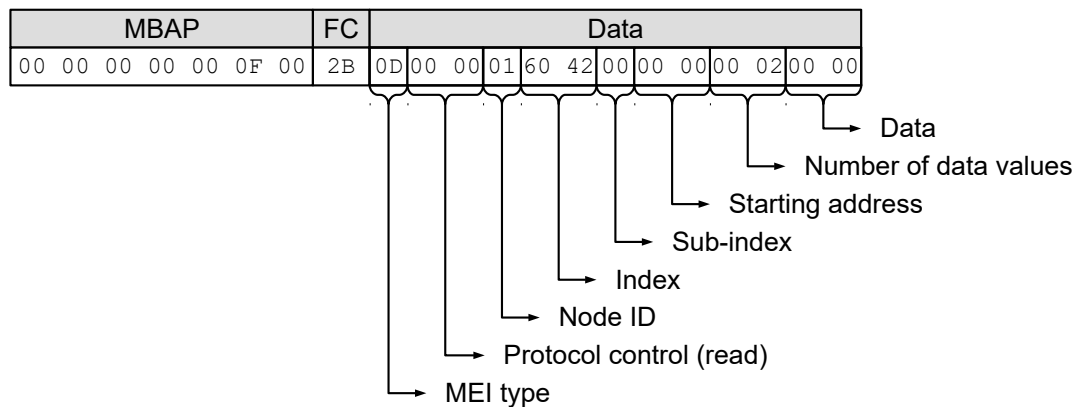 MBAP FC Data
00 00 00 00 00 0F 00 2B 0D 00 00 01 60 42 00 00 00 00 02 00 00
Data
Number of data values
Starting address
Sub-index
Index
Node ID
Protocol control (read)
MEI type